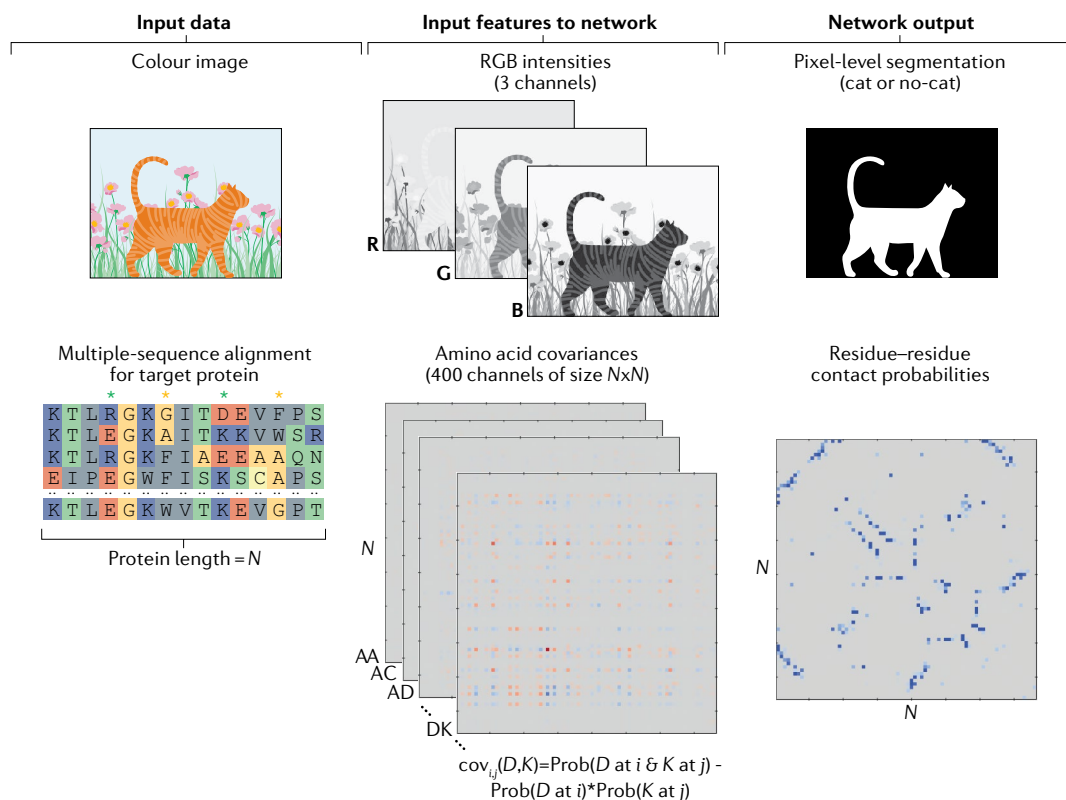 Input data
Input features to network
Network output
Colour image
RGB intensities
(3 channels)
Pixel-level segmentation
(cat or no-cat)
R
G
B
Multiple-sequence alignment
for target protein
* * * *
K T L R G K G I T D E V F P S
K T L E G K A I T K K V W S R
K T L R G K F I A E E A A Q N
E I P E G W F I S K S C A P S
K T L E G K W V T K E V G P T
Protein length = N
Amino acid covariances
(400 channels of size NxN)
N
AA
AC
AD
DK
cov i,j (D,K)=Prob(D at i & K at j) -
Prob(D at i)*Prob(K at j)
Residue–residue
contact probabilities
N
N